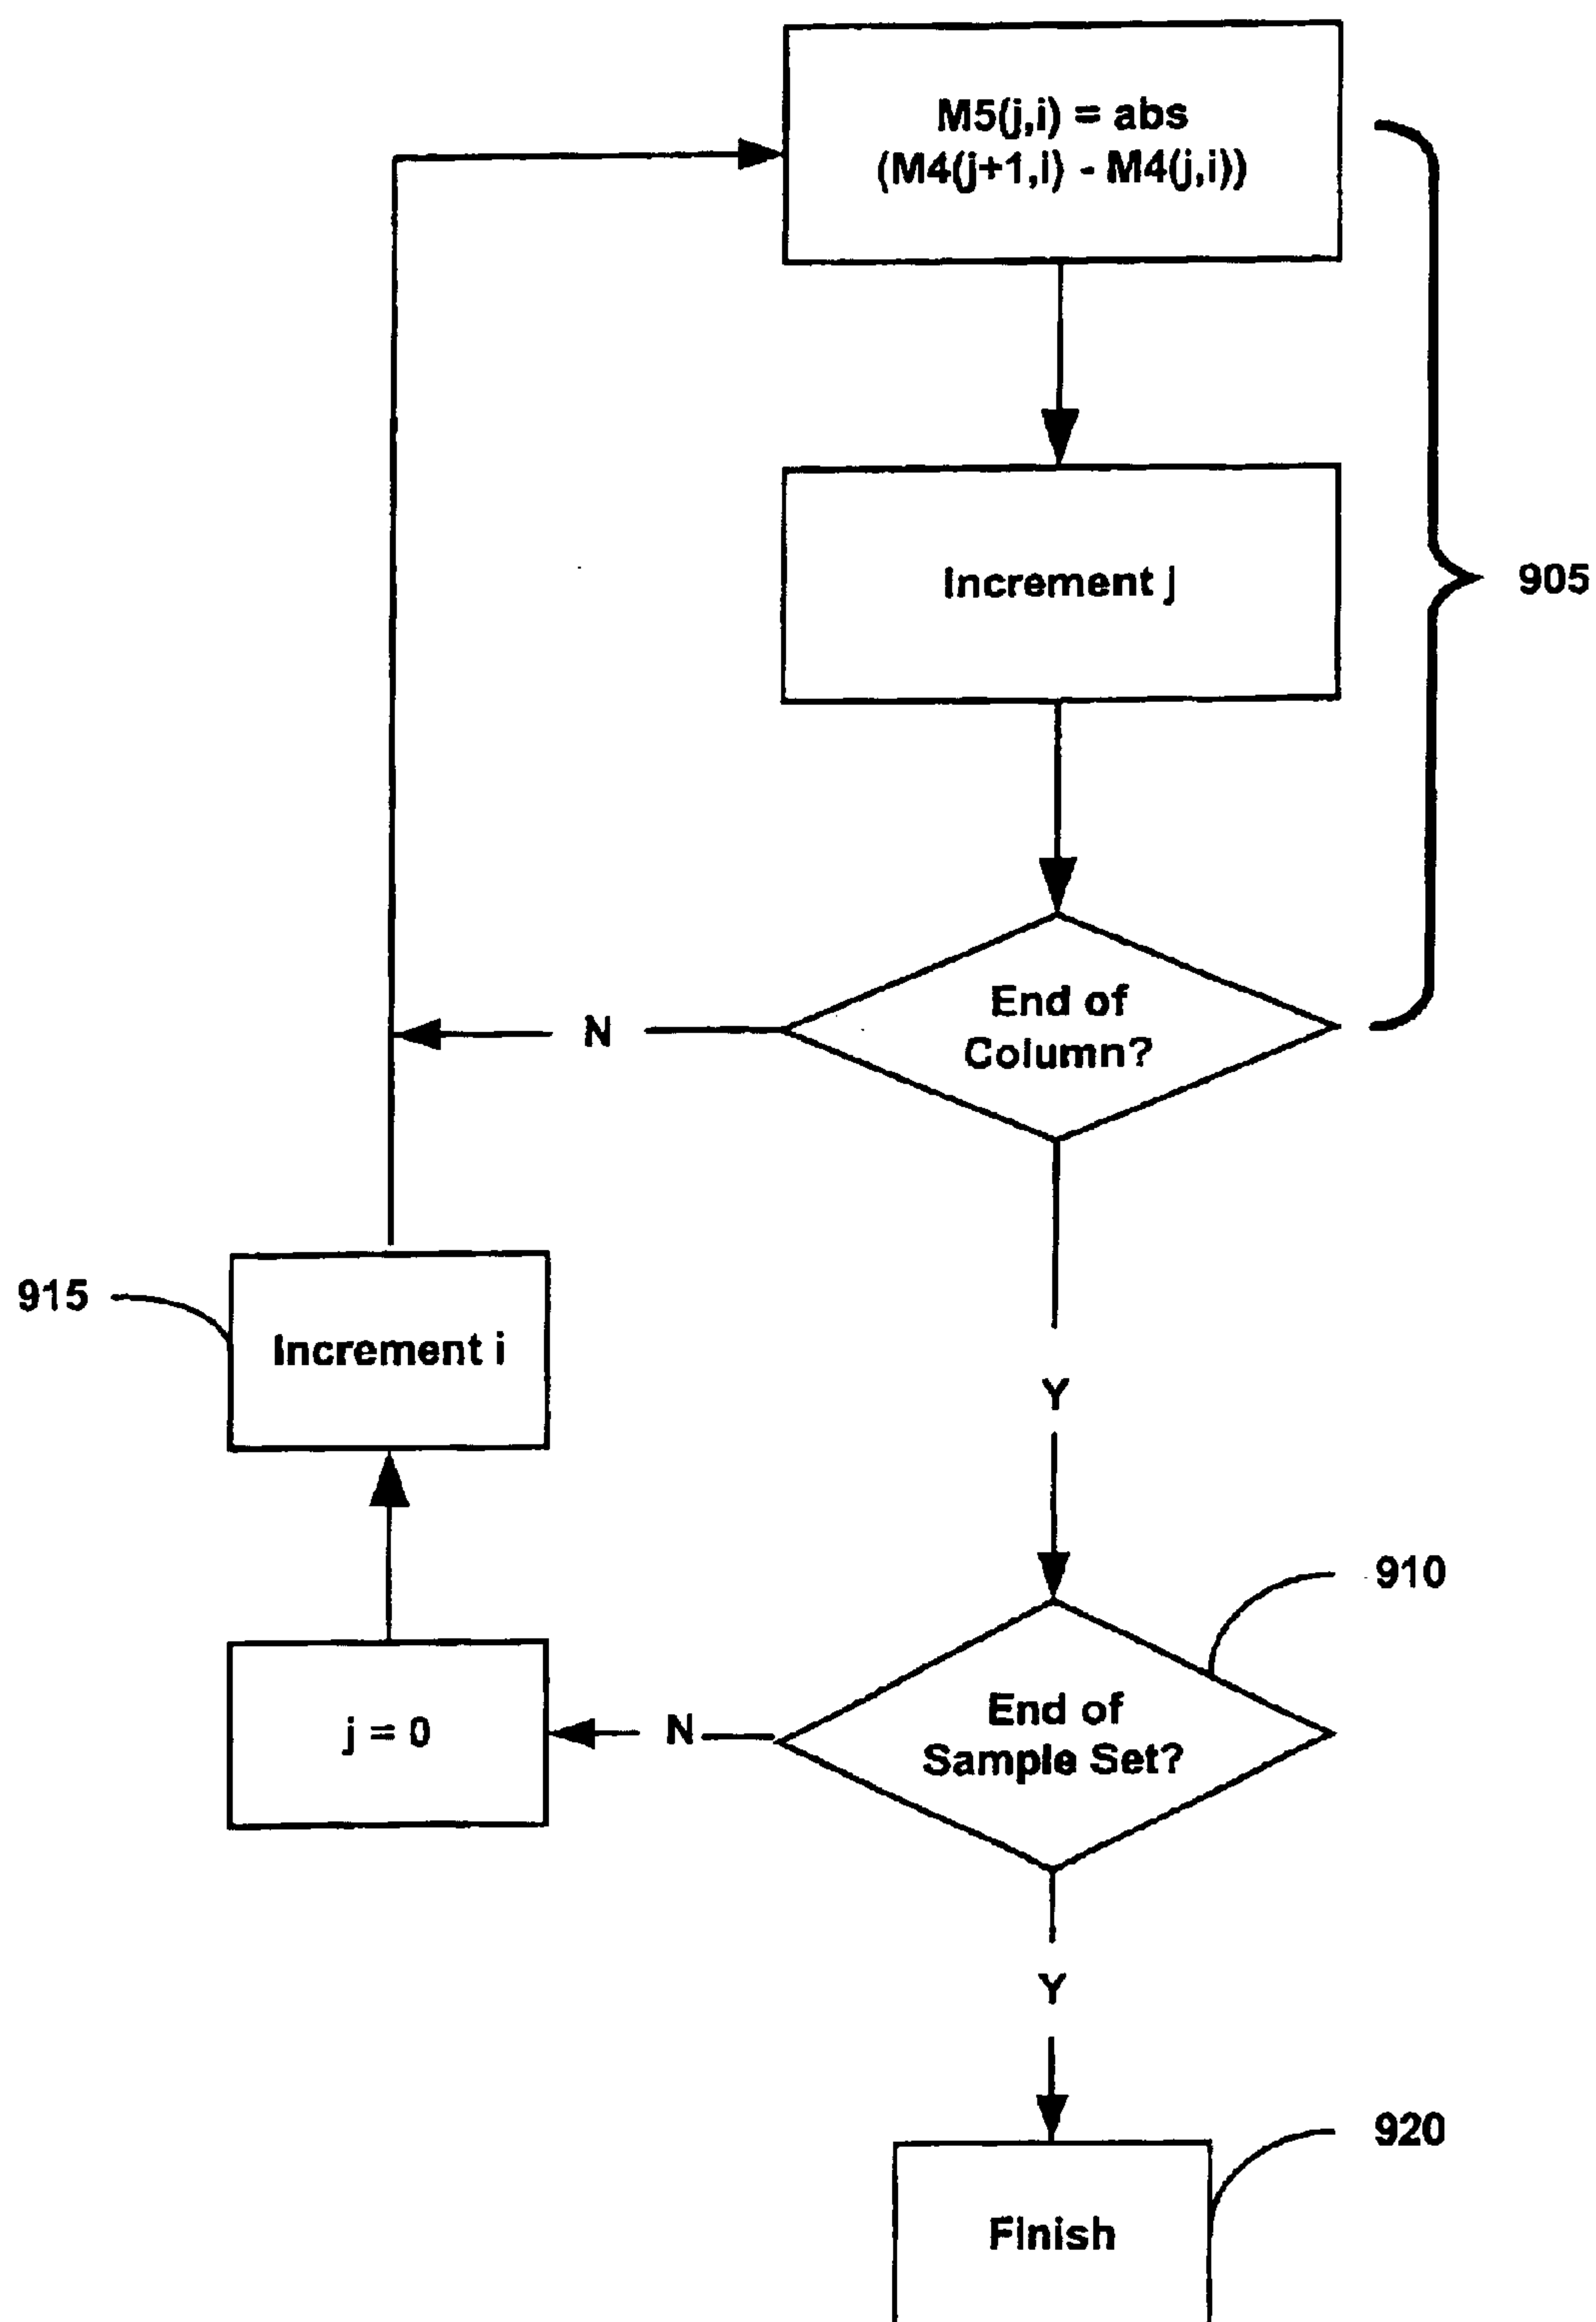 M5(j,i) = abs
(M4(j+1,i) - M4(j,i))
Increment j
905
End of
Column?
N
915
Increment i
Y
910
End of
Sample Set?
N
j = 0
Y
920
Finish